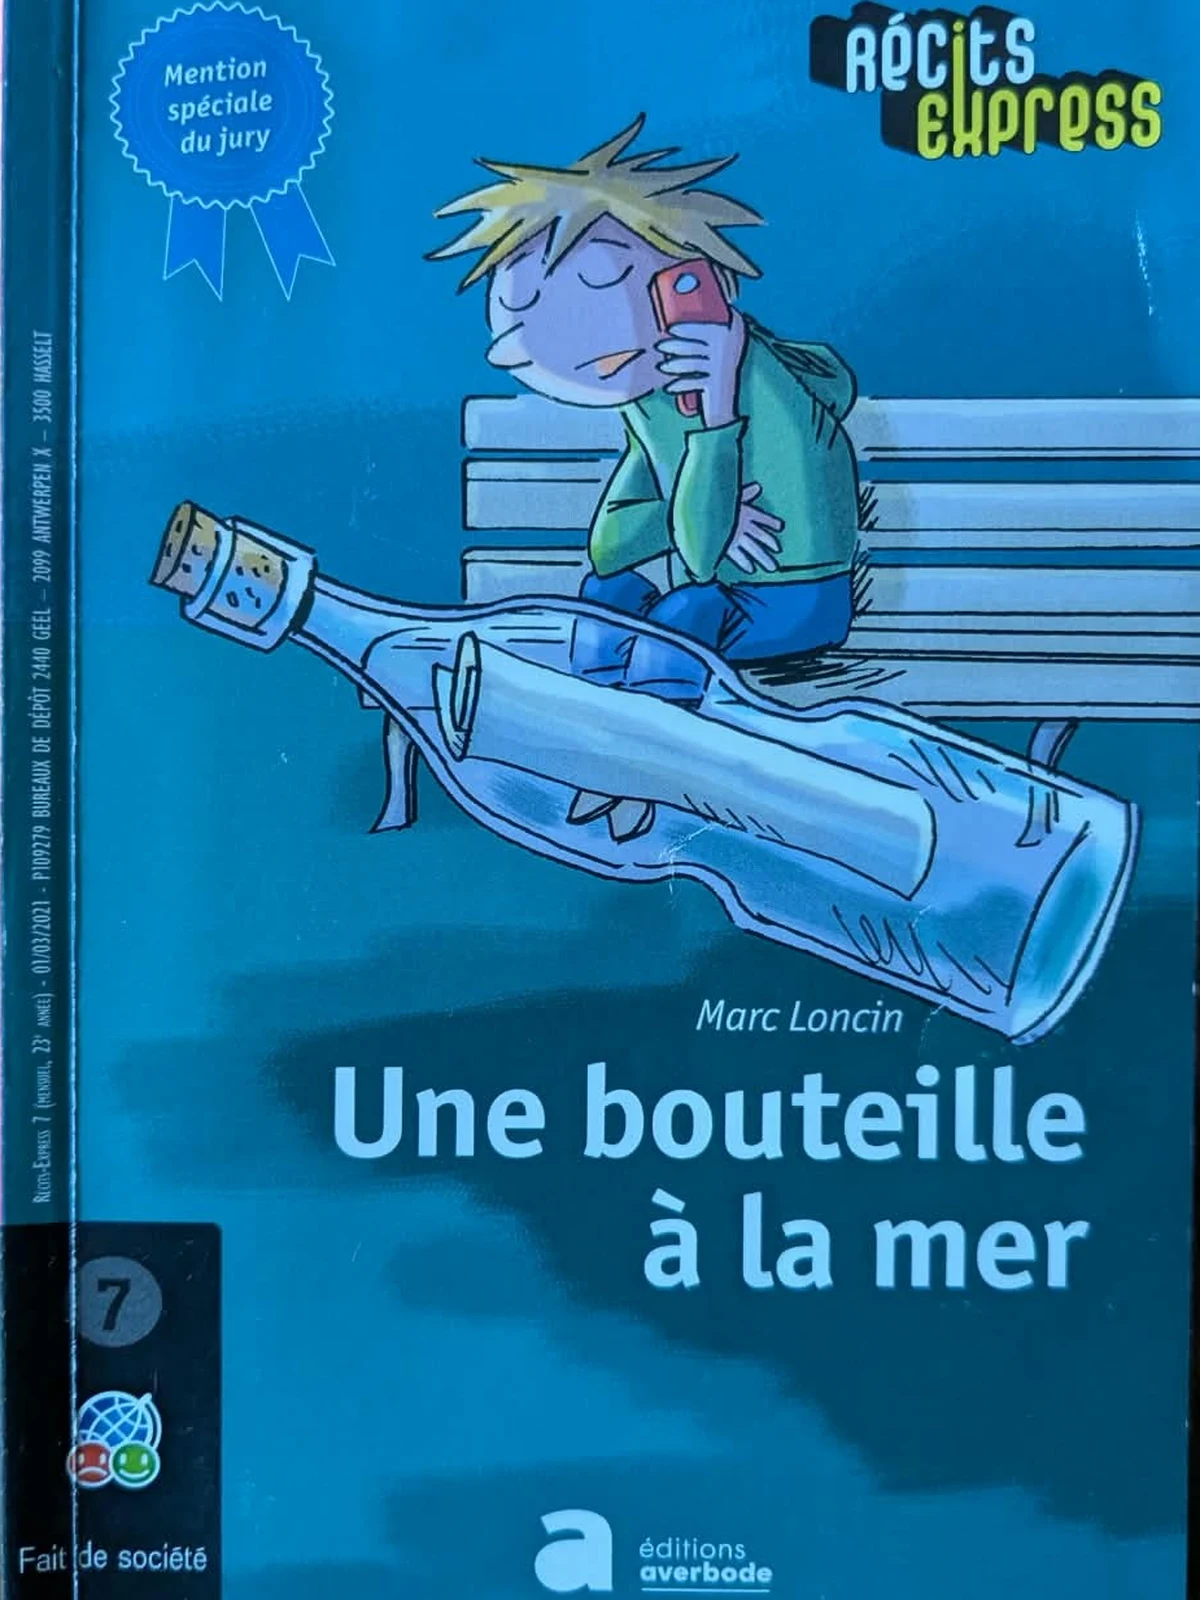 Mention
spéciale
du jury
Récits
Express
Marc Loncin
Une bouteille
à la mer
Récits-Express 7 (mensuel, 23e année) - 01/03/2021 - P109279 BUREAUX DE DÉPÔT 2440 GEEL – 2099 ANTWERPEN X – 3500 HASSELT
7
Fait de société
a
éditions
averbode